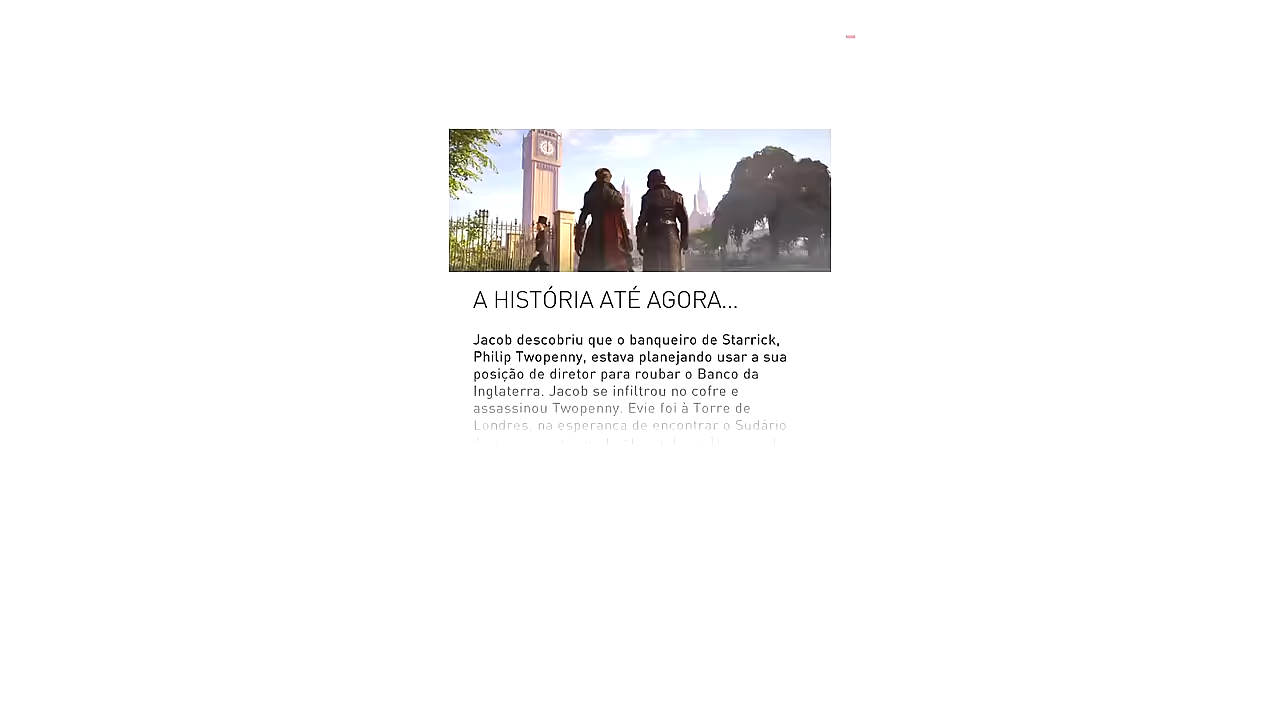 A HISTÓRIA ATÉ AGORA...
Jacob descobriu que o banqueiro de Starrick,
Philip Twopenny, estava planejando usar a sua
posição de diretor para roubar o Banco da
Inglaterra. Jacob se infiltrou no cofre e
assassinou Twopenny. Evie foi à Torre de
Londres, na esperança de encontrar o Sudário